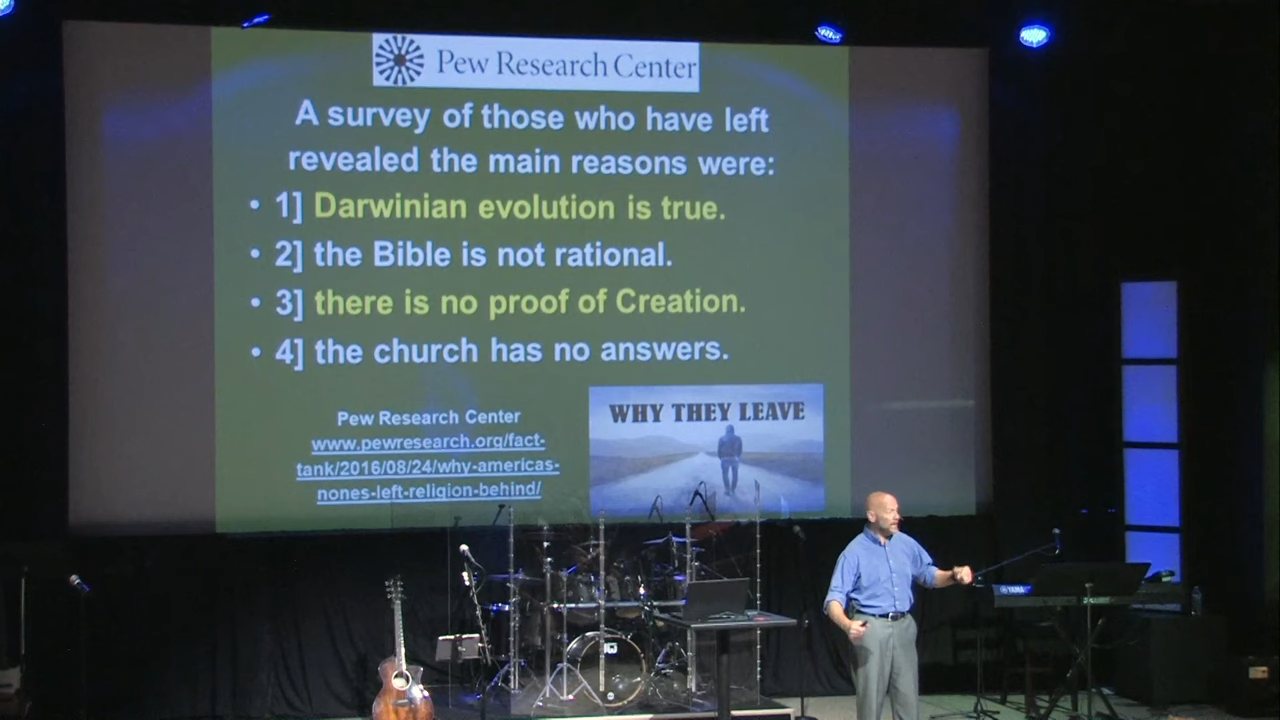 Pew Research Center
A survey of those who have left
revealed the main reasons were:
• 1] Darwinian evolution is true.
• 2] the Bible is not rational.
• 3] there is no proof of Creation.
• 4] the church has no answers.
Pew Research Center
www.pewresearch.org/fact-
tank/2016/08/24/why-americas-
nones-left-religion-behind/
WHY THEY LEAVE
YAMAHA